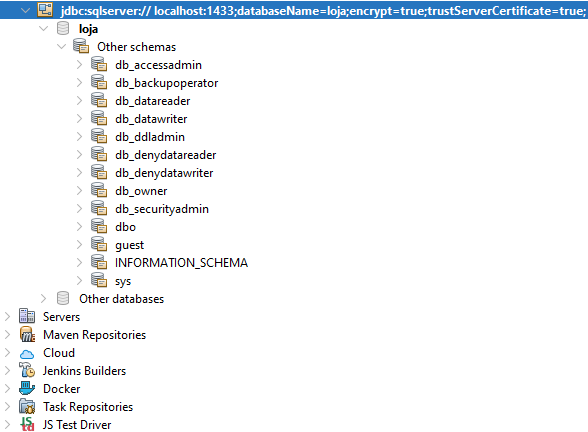 jdbc:sqlserver:// localhost:1433;databaseName=loja;encrypt=true;trustServerCertificate=true;
loja
Other schemas
db_accessadmin
db_backupoperator
db_datareader
db_datawriter
db_ddladmin
db_denydatareader
db_denydatawriter
db_owner
db_securityadmin
dbo
guest
INFORMATION_SCHEMA
sys
Other databases
Servers
Maven Repositories
Cloud
Jenkins Builders
Docker
Task Repositories
JS Test Driver